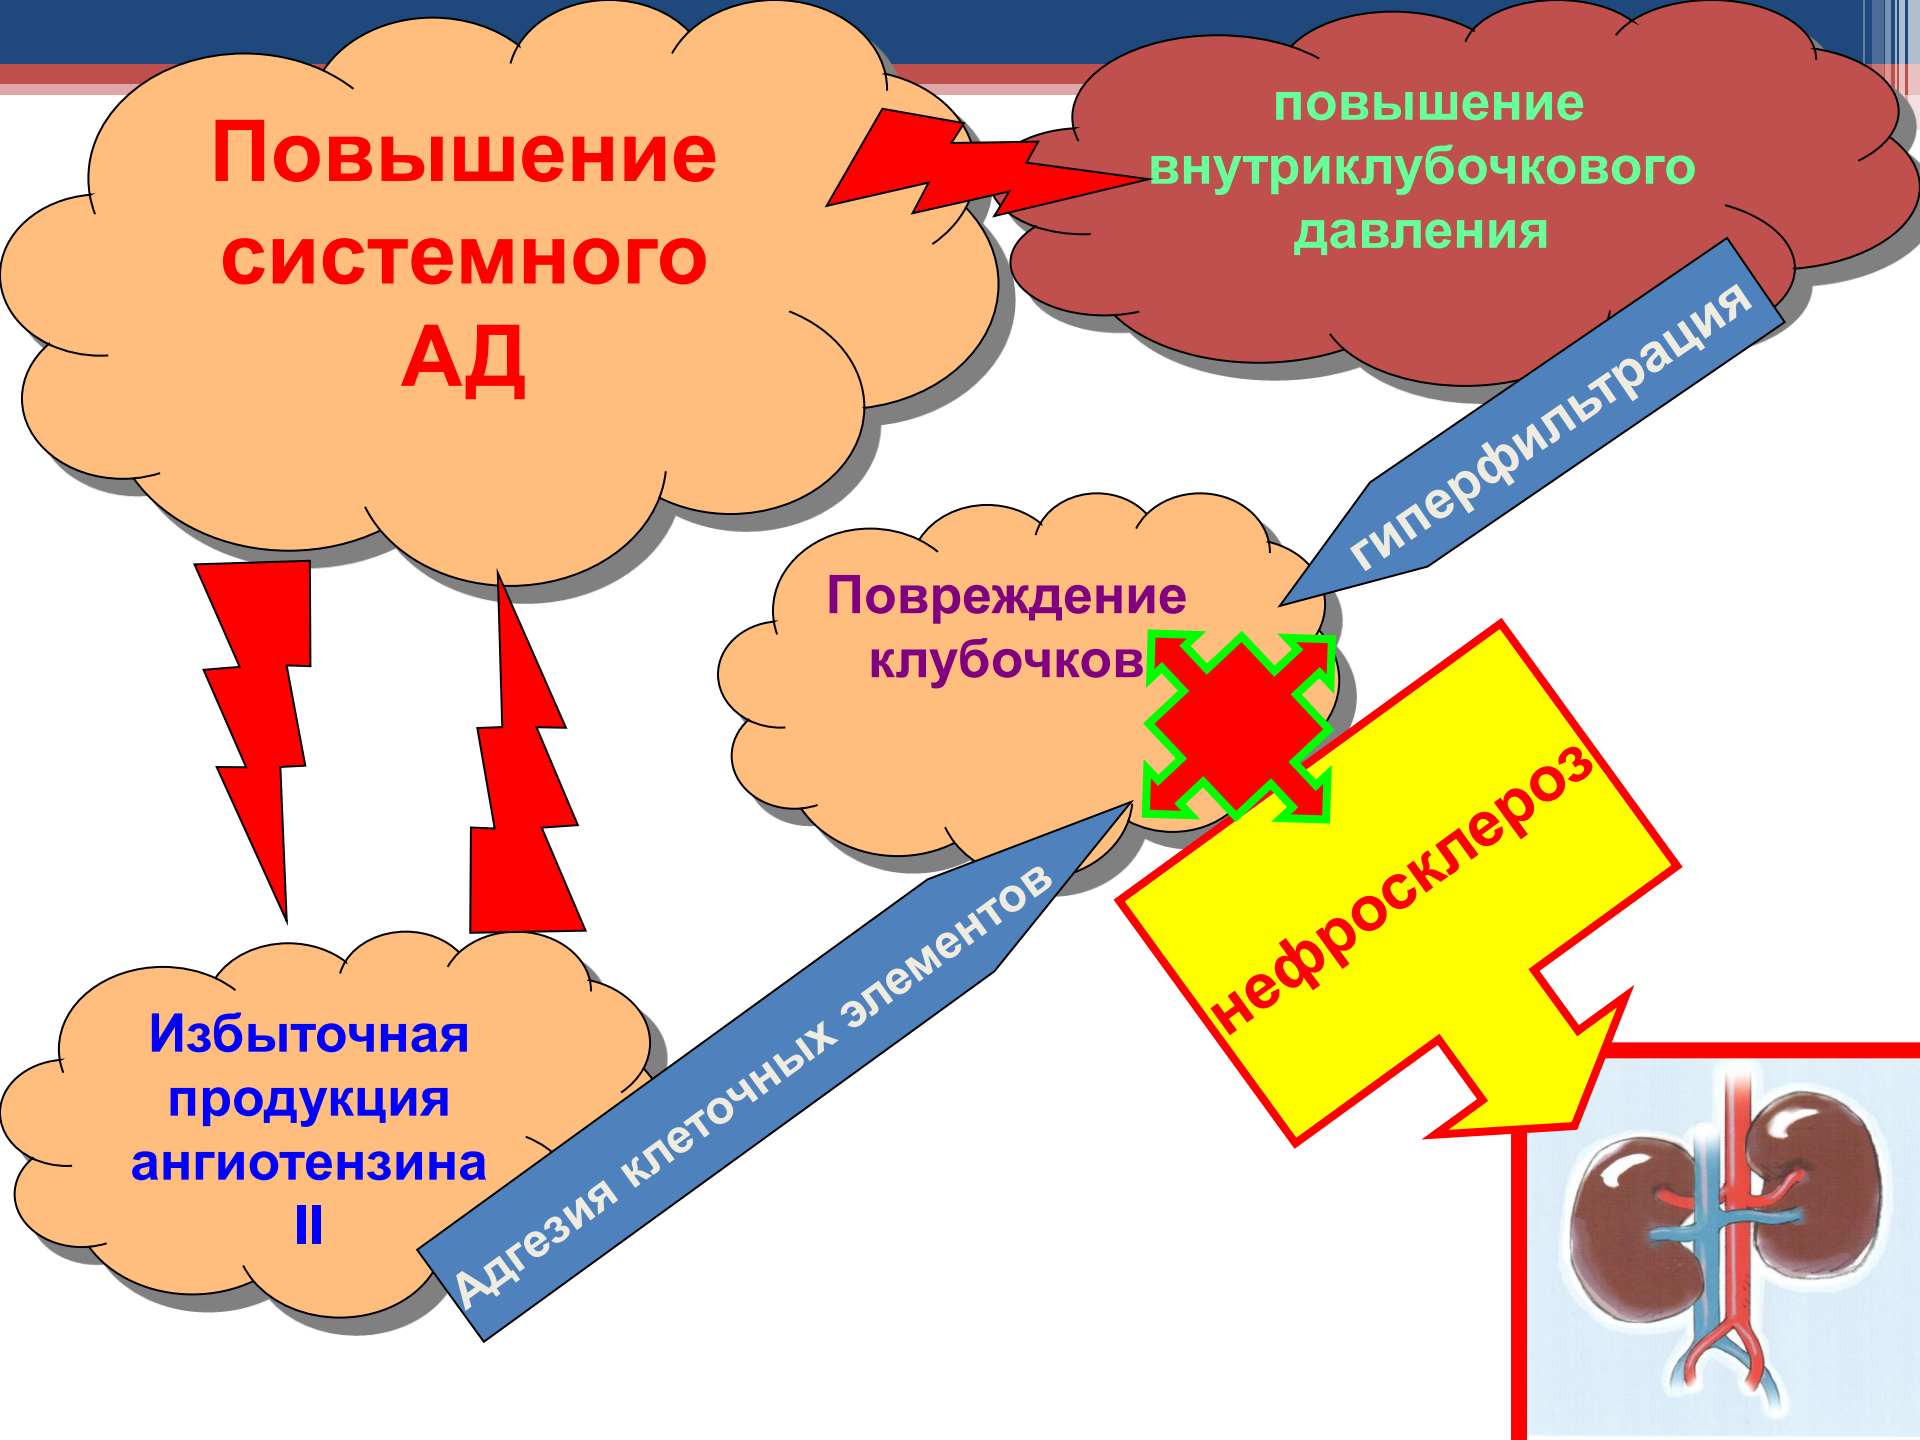 Повышение
системного
АД
повышение
внутриклубочкового
давления
гиперфильтрация
Повреждение
клубочков
нефросклероз
Избыточная
продукция
ангиотензина
II
Адгезия клеточных элементов